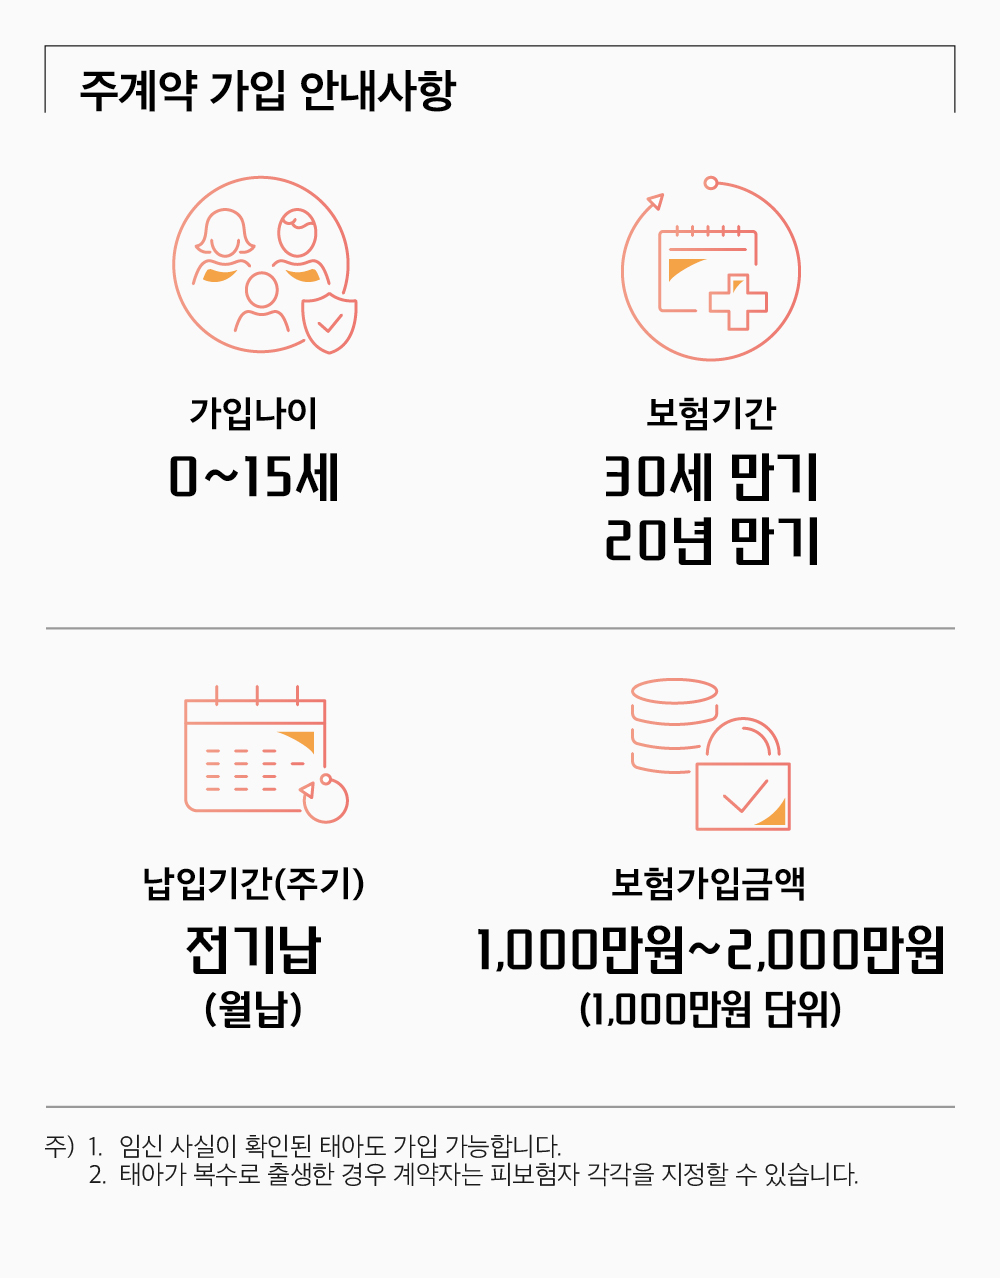 주계약 가입 안내사항
가입나이
0~15세
보험기간
30세 만기
20년 만기
납입기간(주기)
전기납
(월납)
보험가입금액
1,000만원~2,000만원
(1,000만원 단위)
주) 1. 임신 사실이 확인된 태아도 가입 가능합니다.
2. 태아가 복수로 출생한 경우 계약자는 피보험자 각각을 지정할 수 있습니다.